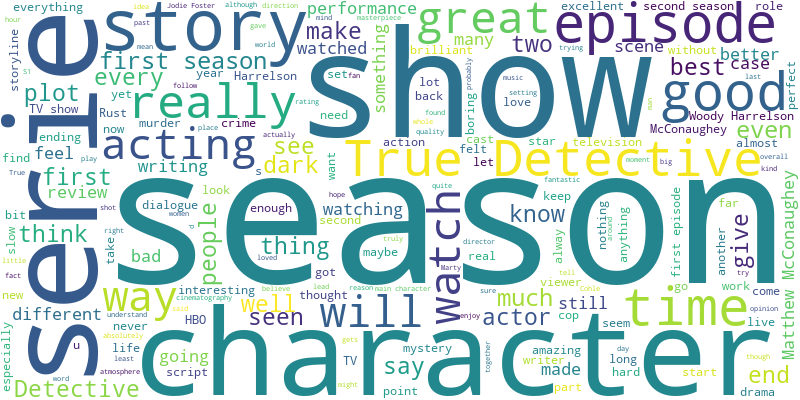 everything
although
direction
Jodie Foster
performance
excellent
second season
role
idea
gave
masterpiece
hour
storyline
past
mean
series
story
make
great
episode
world
mind
S1
first season
watched
many
brilliant
two
scene
without
trying
every
year
Harrelson
set
fan
something
show
better
best
case
perfect
plot
TV show
follow
rating
lot
back
love
probably
music
setting
last
really
need
boring
good
Woody Harrelson
yet
Rust
ending
now
murder
place
crime
found
whole
quality
cast
action
star
television
man
McConaughey
even
acting
see
felt
let
almost
find
feel
True
play
writing
actually
s
dark
want
True Detective
moment
big
overall
kind
first
review
look
quite
fantastic
bit
dialogue
shot
women
season
enough
watching
hope
keep
far
think
people
second
know
nothing
around
anything
first episode
another
give
try
slow
take
right
p
truly
director
watch
bad
thing
maybe
real
alway
little
fact
loved
Marty
viewer
tell
go
work
come
new
interesting
cinematography
believe
got
lead
reason
main character
sure
way
well
will
much
still
time
Matthew McConaughey
different
understand
said
thought
actor
cop
seem
live
never
seen
enjoy
opinion
especially
u
HBO
absolutely
character
together
day
though
life
TV
mystery
amazing
long
least
going
gets
say
writer
made
hard
start
end
atmosphere
script
Detective
word
might
point
part
drama